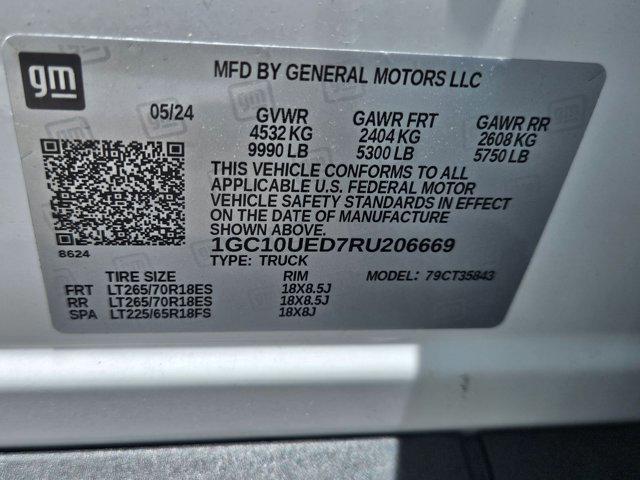 gm
MFD BY GENERAL MOTORS LLC
05/24 GVWR GAWR FRT GAWR RR
4532 KG 2404 KG 2608 KG
9990 LB 5300 LB 5750 LB
THIS VEHICLE CONFORMS TO ALL
APPLICABLE U.S. FEDERAL MOTOR
VEHICLE SAFETY STANDARDS IN EFFECT
ON THE DATE OF MANUFACTURE
SHOWN ABOVE.
8624
1GC10UED7RU206669
TYPE: TRUCK MODEL: 79CT35843
TIRE SIZE RIM
FRT LT265/70R18ES 18X8.5J
RR LT265/70R18ES 18X8.5J
SPA LT225/65R18FS 18X8J